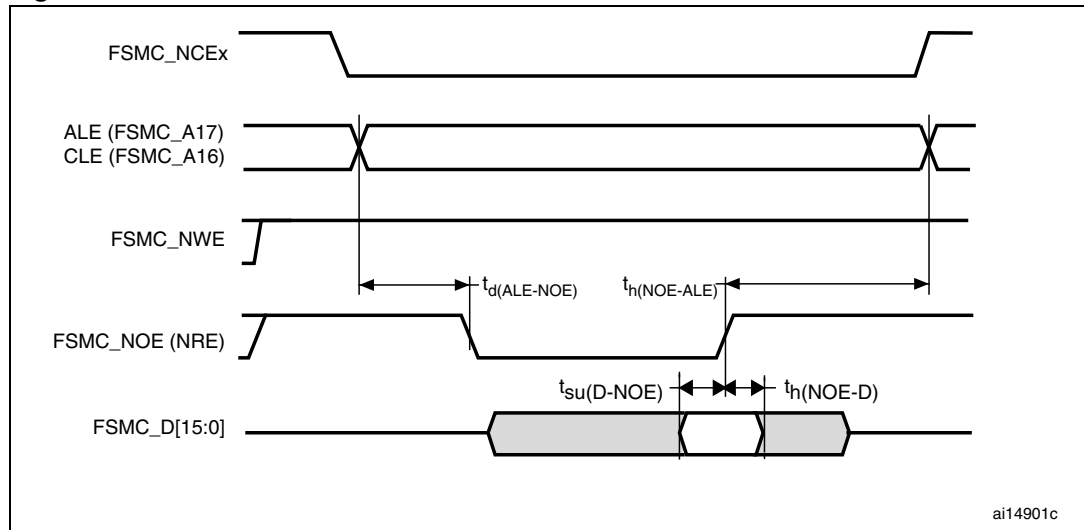 FSMC_NCEx
ALE (FSMC_A17)
CLE (FSMC_A16)
FSMC_NWE
td(ALE-NOE)
th(NOE-ALE)
FSMC_NOE (NRE)
tsu(D-NOE)
th(NOE-D)
FSMC_D[15:0]
ai14901c